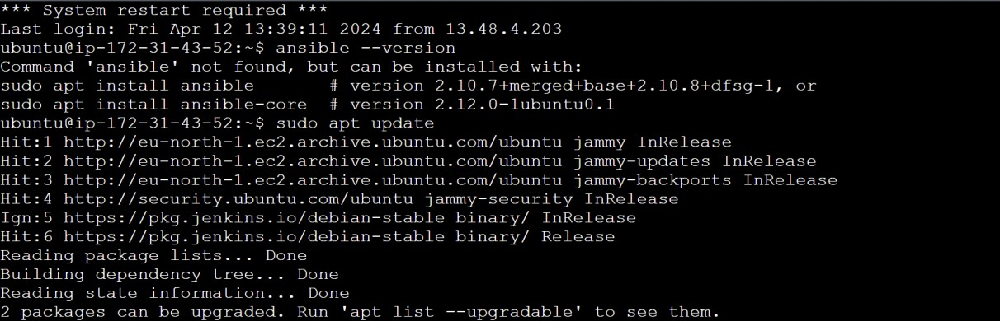 *** System restart required ***
Last login: Fri Apr 12 13:39:11 2024 from 13.48.4.203
ubuntu@ip-172-31-43-52:~$ ansible --version
Command 'ansible' not found, but can be installed with:
sudo apt install ansible       # version 2.10.7+merged+base+2.10.8+dfsg-1, or
sudo apt install ansible-core  # version 2.12.0-1ubuntu0.1
ubuntu@ip-172-31-43-52:~$ sudo apt update
Hit:1 http://eu-north-1.ec2.archive.ubuntu.com/ubuntu jammy InRelease
Hit:2 http://eu-north-1.ec2.archive.ubuntu.com/ubuntu jammy-updates InRelease
Hit:3 http://eu-north-1.ec2.archive.ubuntu.com/ubuntu jammy-backports InRelease
Hit:4 http://security.ubuntu.com/ubuntu jammy-security InRelease
Ign:5 https://pkg.jenkins.io/debian-stable binary/ InRelease
Hit:6 https://pkg.jenkins.io/debian-stable binary/ Release
Reading package lists... Done
Building dependency tree... Done
Reading state information... Done
2 packages can be upgraded. Run 'apt list --upgradable' to see them.